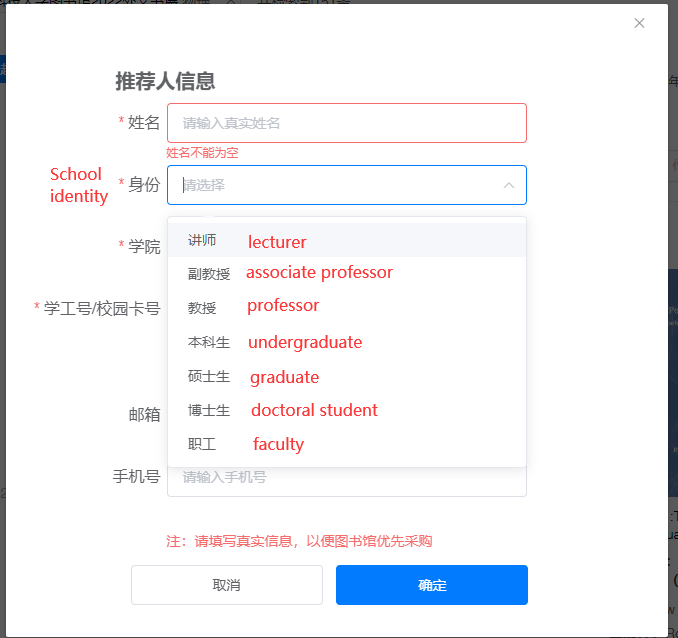 推荐人信息
* 姓名 请输入真实姓名
姓名不能为空
School identity
* 身份 请选择
讲师 lecturer
* 学院
副教授 associate professor
教授 professor
* 学工号/校园卡号
本科生 undergraduate
硕士生 graduate
博士生 doctoral student
邮箱
职工 faculty
手机号 请输入手机号
注：请填写真实信息，以便图书馆优先采购
取消 确定